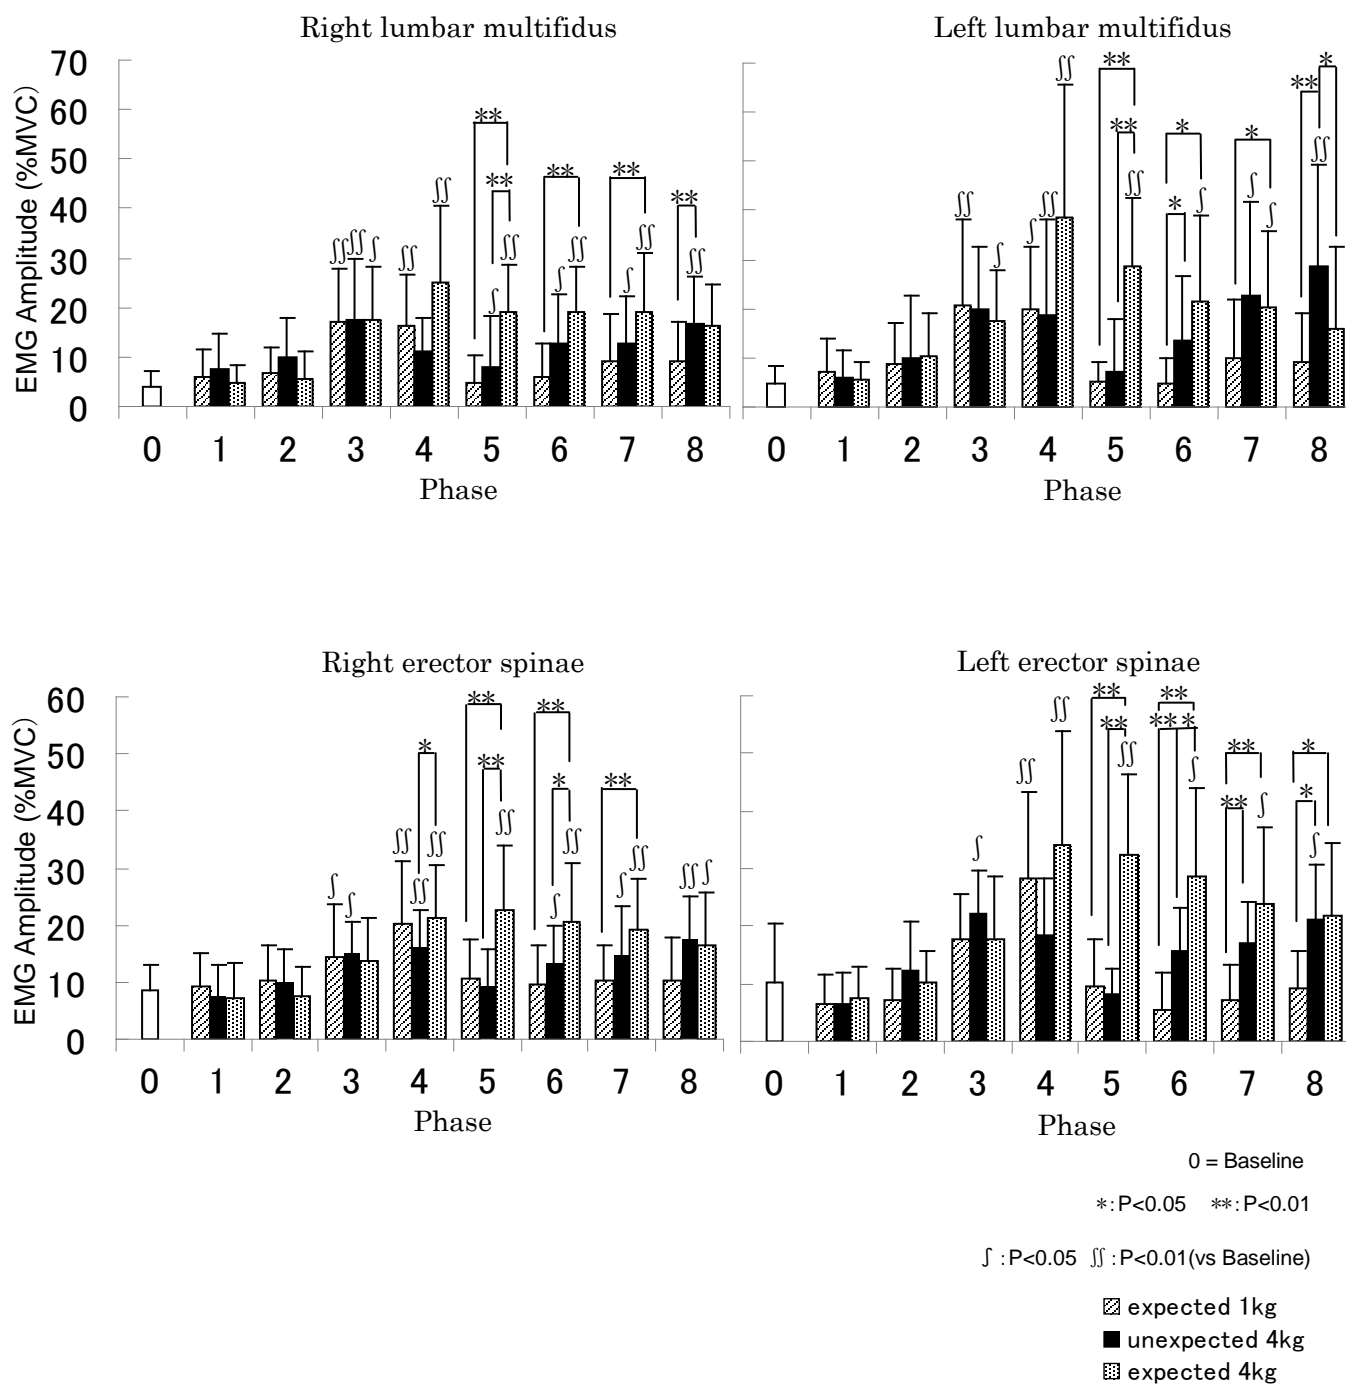 Right lumbar multifidus
Left lumbar multifidus
EMG Amplitude (%MVC)
70
60
50
40
30
20
10
0
** ** ** ** **
∬ ∬ ∫ ∬ ∬ ∫ ∬ ∫ ∬ ∫ ∬ ∬
** ** * * * ** *
∬ ∫ ∫ ∬ ∬ ∬ ∫ ∫ ∫ ∬
0 1 2 3 4 5 6 7 8
Phase
0 1 2 3 4 5 6 7 8
Phase
Right erector spinae
Left erector spinae
EMG Amplitude (%MVC)
60
50
40
30
20
10
0
* ** ** ** * **
∫ ∫ ∬ ∬ ∬ ∬ ∫ ∬ ∫ ∬ ∬ ∫
** ** ** ** * ** ** * *
∫ ∬ ∬ ∬ ∫ ∫ ∫
0 1 2 3 4 5 6 7 8
Phase
0 1 2 3 4 5 6 7 8
Phase
0 = Baseline
*:P<0.05 **:P<0.01
∫ :P<0.05 ∬ :P<0.01(vs Baseline)
expected 1kg
unexpected 4kg
expected 4kg